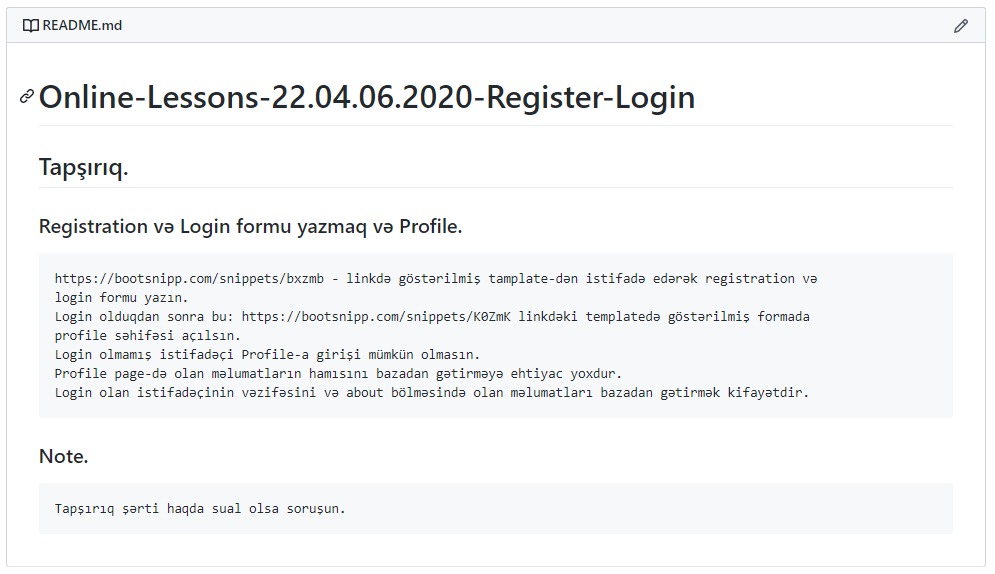 README.md
Online-Lessons-22.04.06.2020-Register-Login
Tapşırıq.
Registration və Login formu yazmaq və Profile.
https://bootsnipp.com/snippets/bxzmb - linkdə göstərilmiş tamplate-dən istifadə edərək registration və
login formu yazın.
Login olduqdan sonra bu: https://bootsnipp.com/snippets/K0ZmK linkdəki templatedə göstərilmiş formada
profile səhifəsi açılsın.
Login olmamış istifadəçi Profile-a girişi mümkün olmasın.
Profile page-də olan məlumatların hamısını bazadan gətirməyə ehtiyac yoxdur.
Login olan istifadəçinin vəzifəsini və about bölməsində olan məlumatları bazadan gətirmək kifayətdir.
Note.
Tapşırıq şərti haqda sual olsa soruşun.